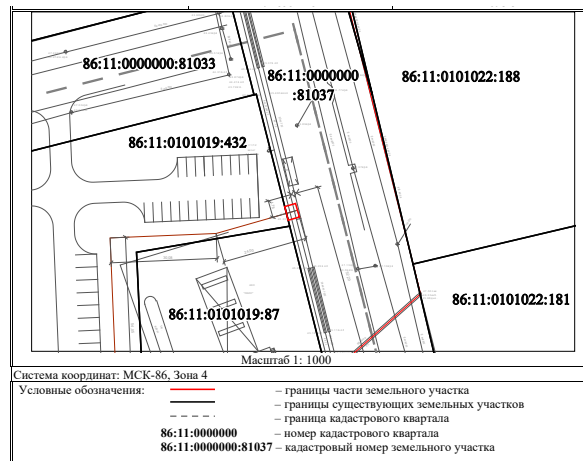 86:11:0000000:81033
86:11:0000000
:81037
86:11:0101022:188
86:11:0101019:432
86:11:0101022:181
86:11:0101019:87
Масштаб 1: 1000
Система координат: МСК-86, Зона 4
Условные обозначения:
– границы части земельного участка
– границы существующих земельных участков
– граница кадастрового квартала
86:11:0000000 – номер кадастрового квартала
86:11:0000000:81037 – кадастровый номер земельного участка